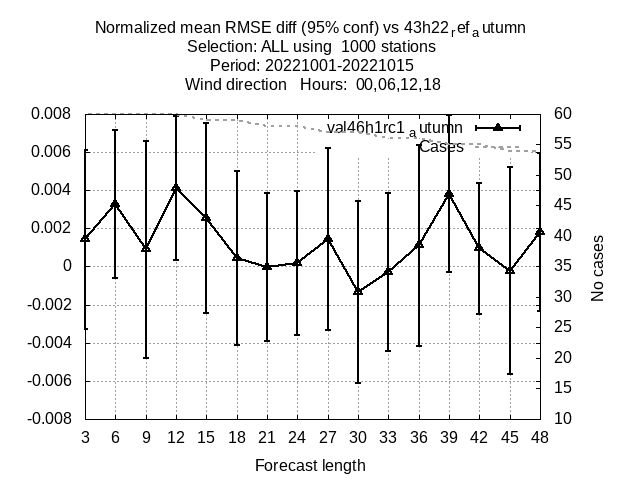 Normalized mean RMSE diff (95% conf) vs 43h22refautumn
Selection: ALL using  1000 stations
Period: 20221001-20221015
Wind direction   Hours:  00,06,12,18
val46h1rc1autumn
Cases
0.008
0.006
0.004
0.002
0
-0.002
-0.004
-0.006
-0.008
60
55
50
45
40
35
30
25
20
15
10
No cases
3 6 9 12 15 18 21 24 27 30 33 36 39 42 45 48
Forecast length